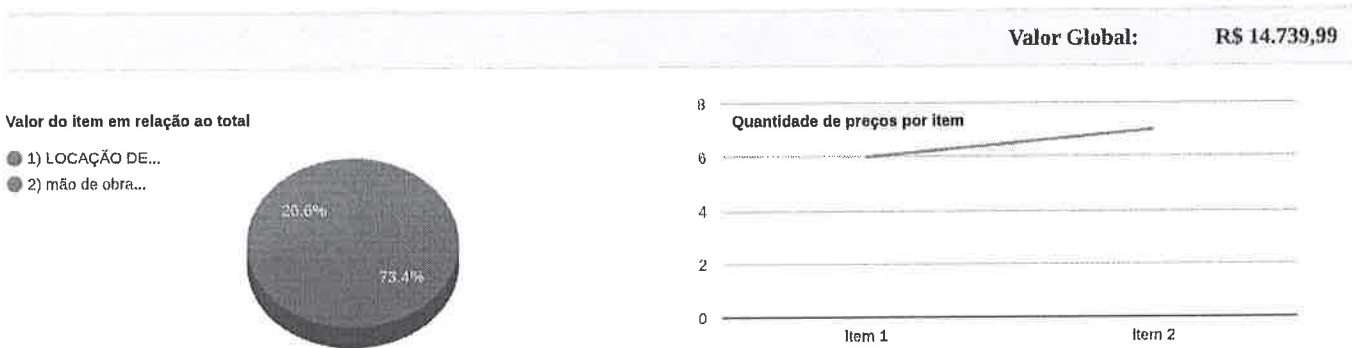 Valor Global: R$ 14.739,99
Valor do item em relação ao total
1) LOCAÇÃO DE...
2) mão de obra...
26.6%
73.4%
Quantidade de preços por item
8
6
4
2
0
Item 1
Item 2